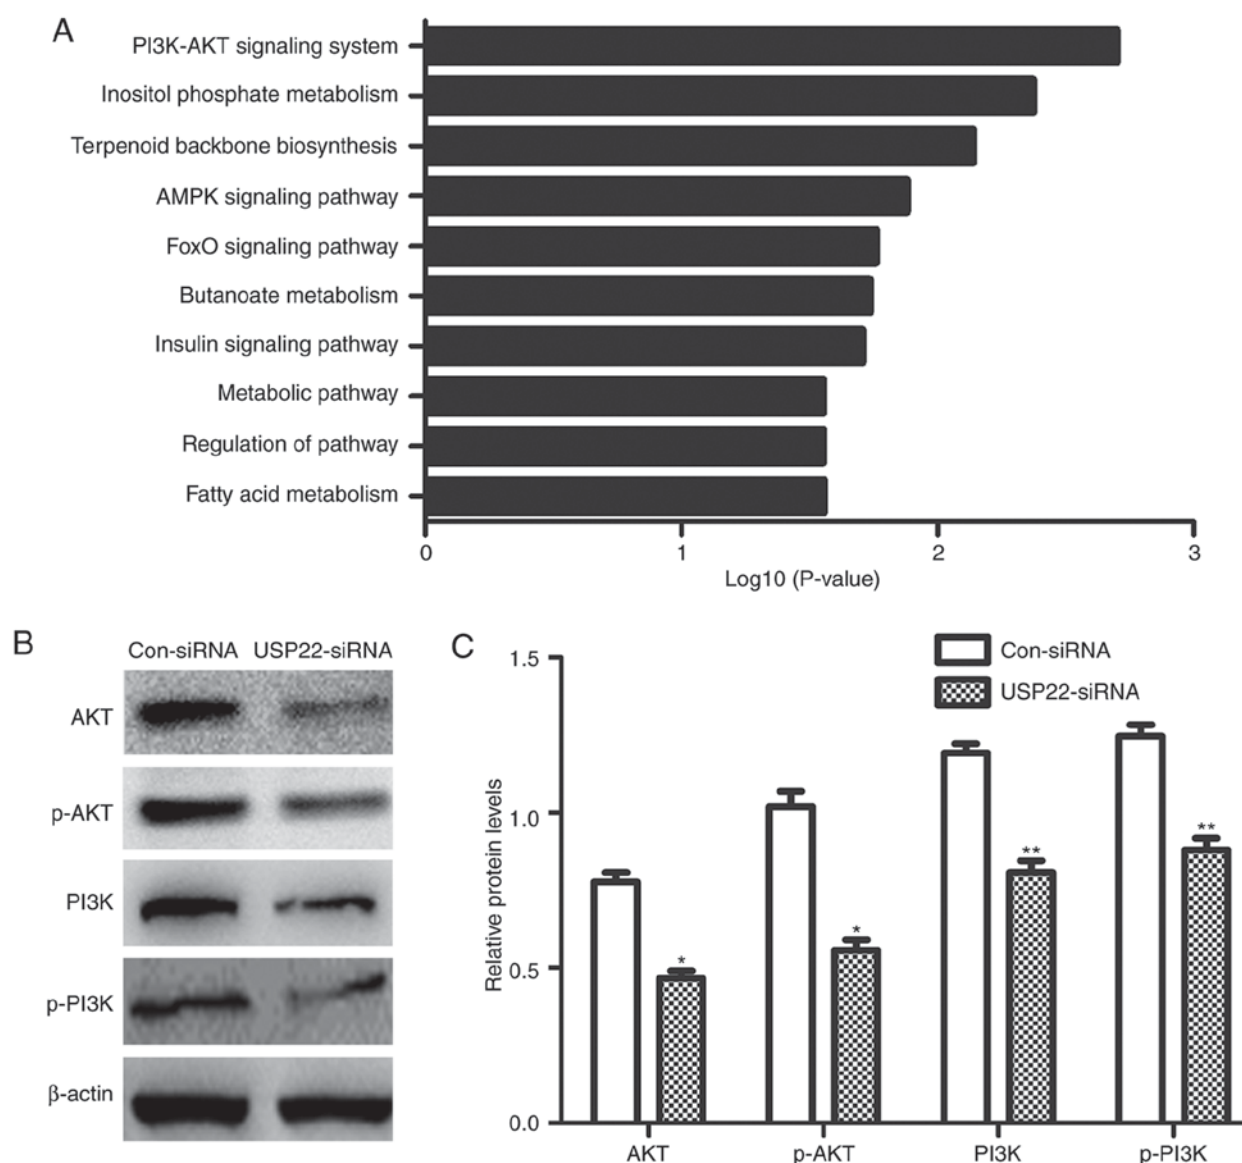 A
PI3K-AKT signaling system
Inositol phosphate metabolism
Terpenoid backbone biosynthesis
AMPK signaling pathway
FoxO signaling pathway
Butanoate metabolism
Insulin signaling pathway
Metabolic pathway
Regulation of pathway
Fatty acid metabolism
0 1 2 3
Log10 (P-value)
B
Con-siRNA USP22-siRNA
AKT
p-AKT
PI3K
p-PI3K
β-actin
C
Con-siRNA
USP22-siRNA
Relative protein levels
1.5
1.0
0.5
0.0
*
*
**
**
AKT p-AKT PI3K p-PI3K